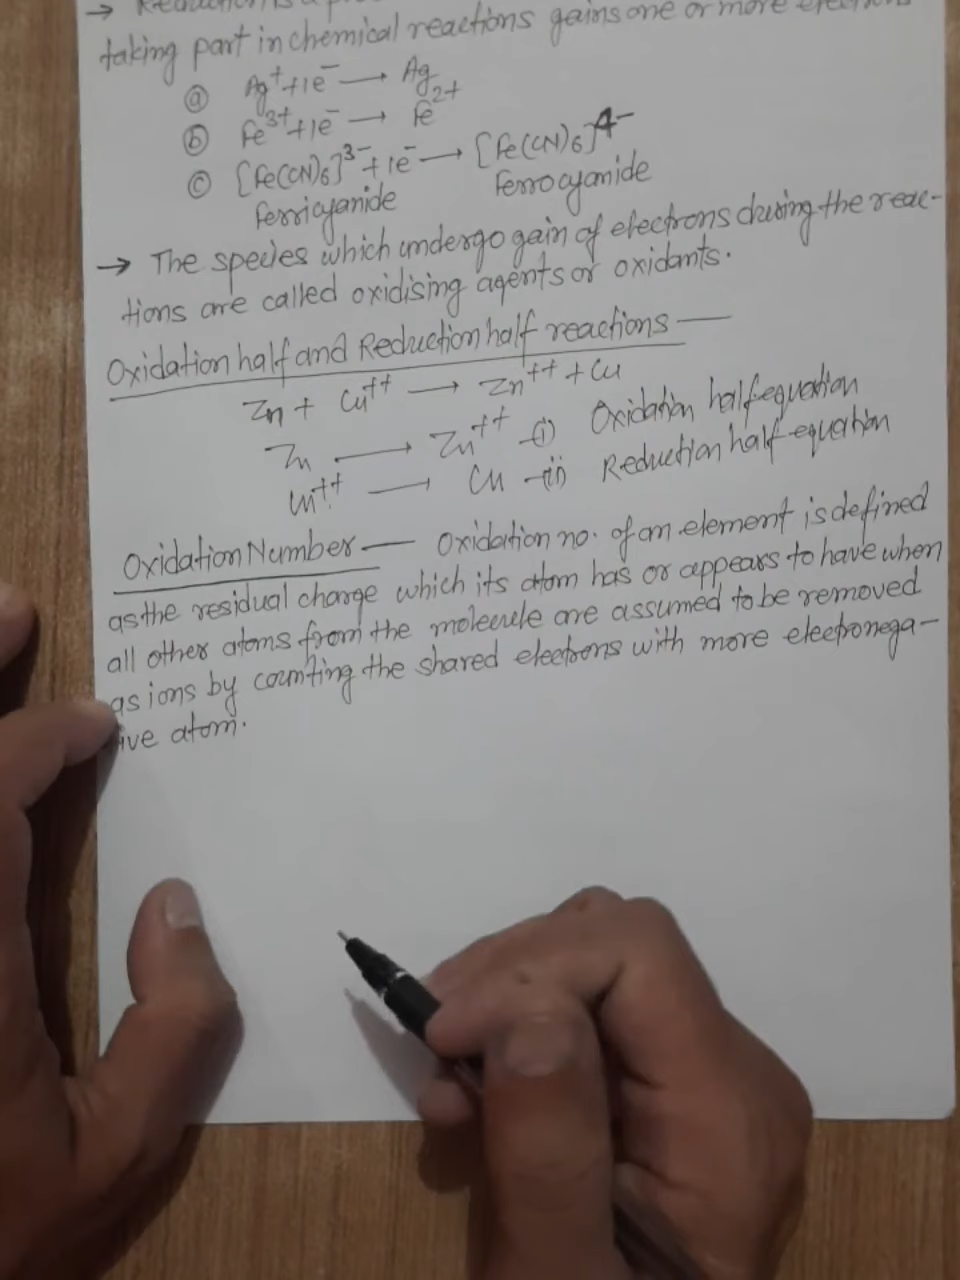 → Reduction is a
taking part in chemical reactions gains one or more electrons
ⓐ Ag⁺+1e⁻ → Ag
ⓑ Fe³⁺+1e⁻ → Fe²⁺
ⓒ [Fe(CN)₆]³⁻+1e⁻ → [Fe(CN)₆]⁴⁻
Ferricyanide Ferrocyanide
→ The species which undergo gain of electrons during the reac-
tions are called oxidising agents or oxidants.
Oxidation half and Reduction half reactions —
Zn + Cu⁺⁺ → Zn⁺⁺ + Cu
Zn → Zn⁺⁺ -(i) Oxidation half-equation
Cu⁺⁺ → Cu -(ii) Reduction half-equation
Oxidation Number — Oxidation no. of an element is defined
as the residual charge which its atom has or appears to have when
all other atoms from the molecule are assumed to be removed
as ions by counting the shared electrons with more electronega-
tive atom.